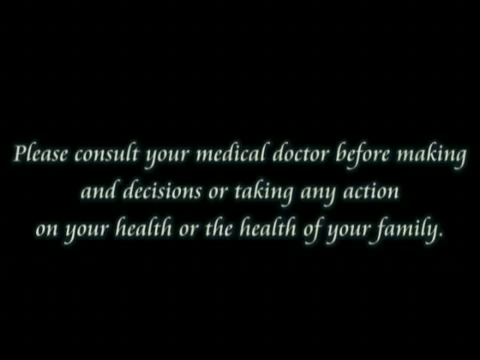 Please consult your medical doctor before making
and decisions or taking any action
on your health or the health of your family.